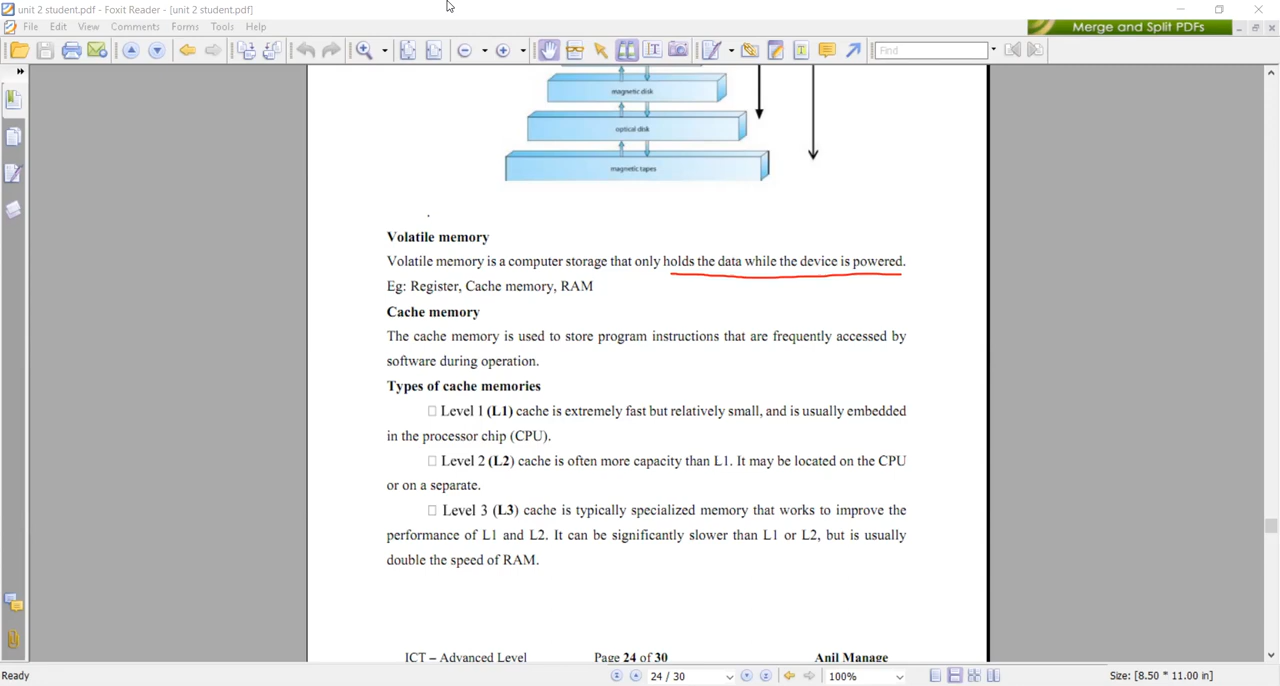 unit 2 student.pdf - Foxit Reader - [unit 2 student.pdf]
File Edit View Comments Forms Tools Help
Merge and Split PDFs
Find
magnetic disk
optical disk
magnetic tapes
.
Volatile memory
Volatile memory is a computer storage that only holds the data while the device is powered.
Eg: Register, Cache memory, RAM
Cache memory
The cache memory is used to store program instructions that are frequently accessed by
software during operation.
Types of cache memories
Level 1 (L1) cache is extremely fast but relatively small, and is usually embedded
in the processor chip (CPU).
Level 2 (L2) cache is often more capacity than L1. It may be located on the CPU
or on a separate.
Level 3 (L3) cache is typically specialized memory that works to improve the
performance of L1 and L2. It can be significantly slower than L1 or L2, but is usually
double the speed of RAM.
ICT – Advanced Level Page 24 of 30 Anil Manage
Ready 24 / 30 100% Size: [8.50 * 11.00 in]